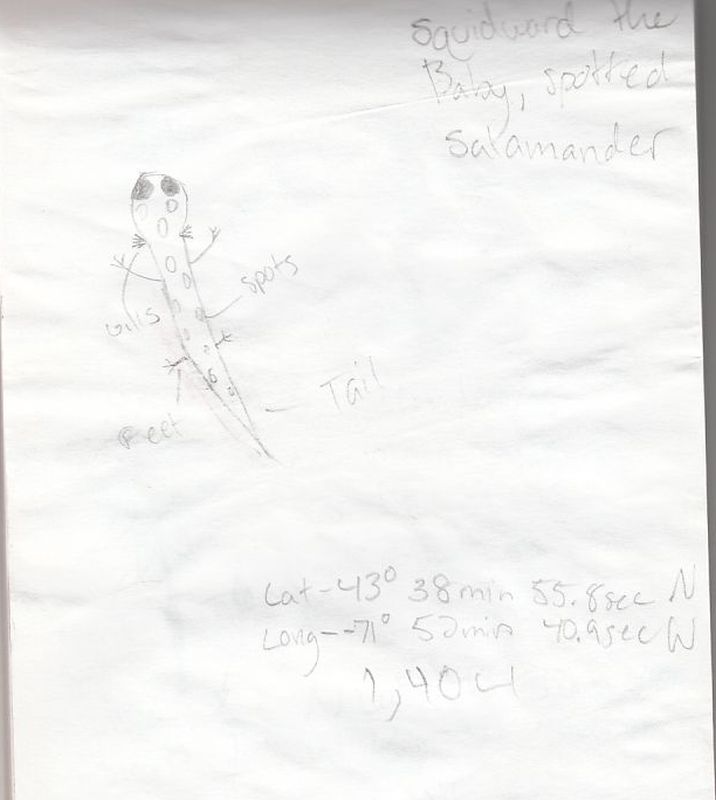 Squidward the
Baby, spotted
salamander
spots
Gills
Tail
Feet
Lat-43° 38min 55.8sec N
Long--71° 52min 40.9sec W
1,404